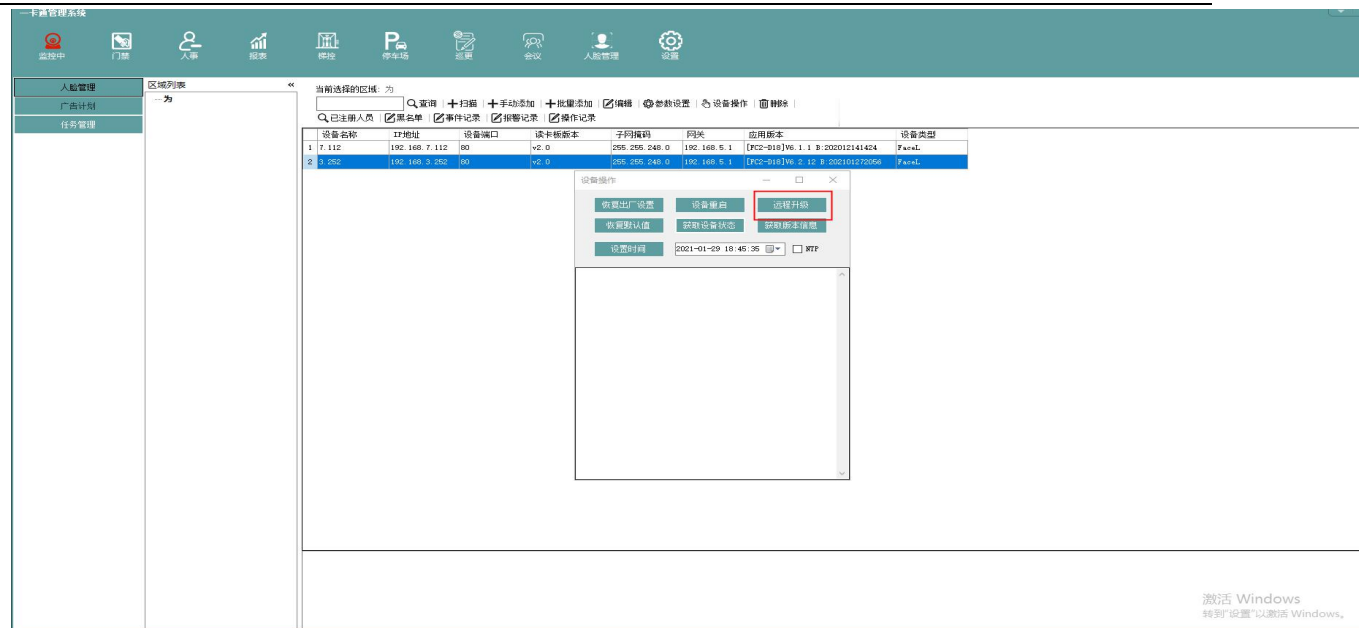 一卡通管理系统
监控中 门禁 人事 报表 梯控 停车场 巡更 会议 人脸管理 设置
人脸管理
广告计划
任务管理
区域列表 «
为
当前选择的区域: 为
查询 扫描 手动添加 批量添加 编辑 参数设置 设备操作 删除
已注册人员 黑名单 事件记录 报警记录 操作记录
设备名称 IP地址 设备端口 读卡板版本 子网掩码 网关 应用版本 设备类型
1 7.112 192.168.7.112 80 v2.0 255.255.248.0 192.168.5.1 [FC2-D18]V6.1.1 B:202012141424 FaceL
2 3.252 192.168.3.252 80 v2.0 255.255.248.0 192.168.5.1 [FC2-D18]V6.2.12 B:202101272056 FaceL
设备操作
恢复出厂设置 设备重启 远程升级
恢复默认值 获取设备状态 获取版本信息
设置时间 2021-01-29 18:45:35 NTP
激活 Windows
转到"设置"以激活 Windows。